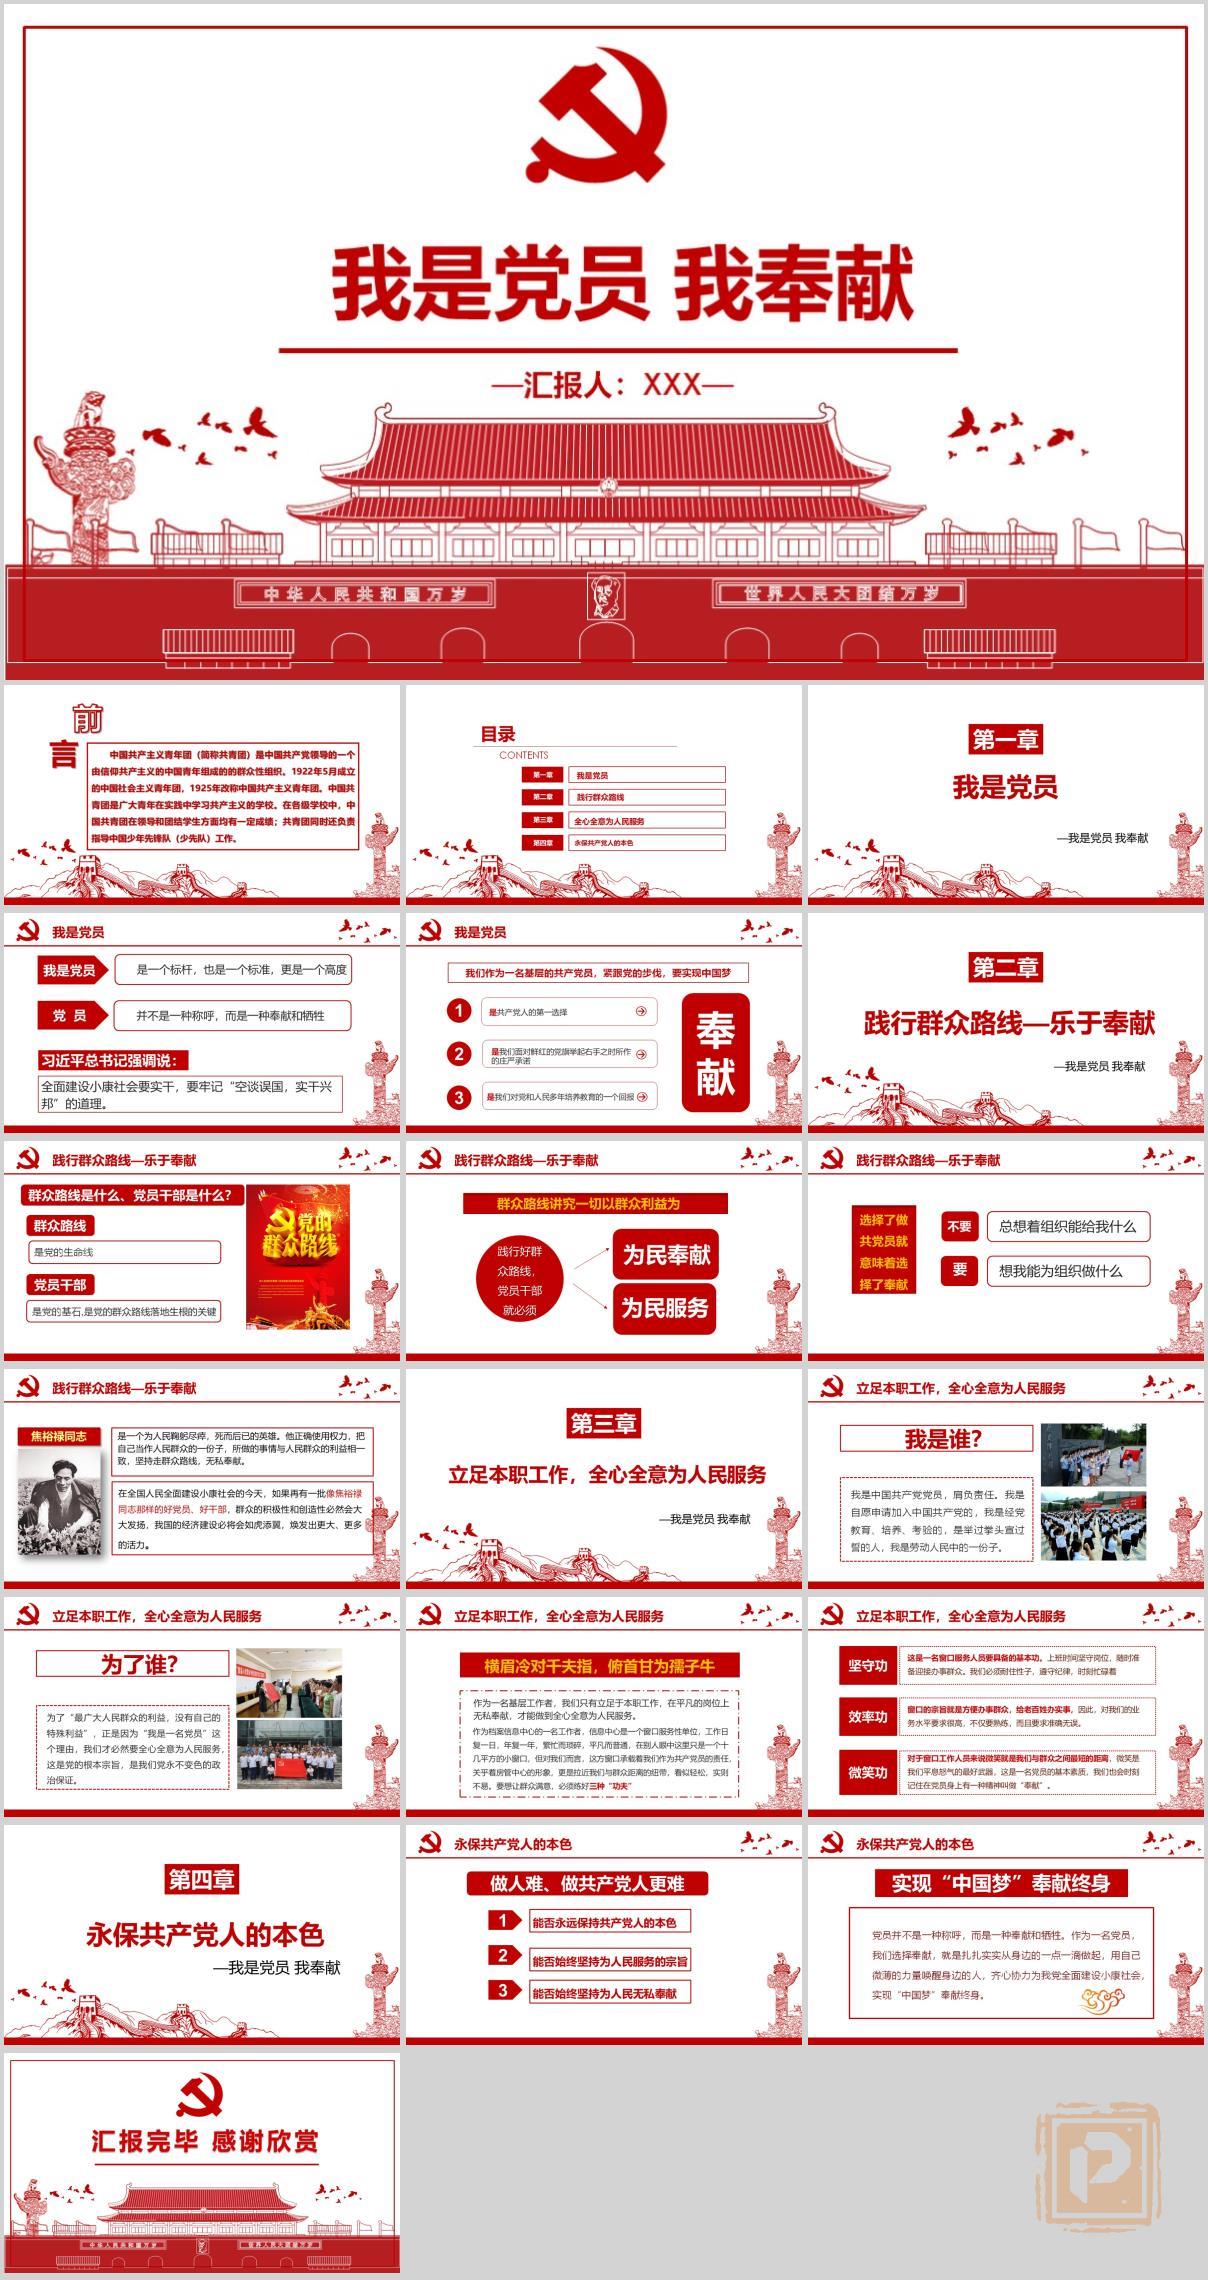 我是党员 我奉献
—汇报人：XXX—
中华人民共和国万岁
世界人民大团结万岁
前
言
中国共产主义青年团（简称共青团）是中国共产党领导的一个
由信仰共产主义的中国青年组成的的群众性组织。1922年5月成立
的中国社会主义青年团，1925年改称中国共产主义青年团。中国共
青团是广大青年在实践中学习共产主义的学校。在各级学校中，中
国共青团在领导和团结学生方面均有一定成绩；共青团同时还负责
指导中国少年先锋队（少先队）工作。
目录
CONTENTS
第一章
我是党员
第二章
践行群众路线
第三章
全心全意为人民服务
第四章
永保共产党人的本色
第一章
我是党员
—我是党员 我奉献
我是党员
我是党员
是一个标杆，也是一个标准，更是一个高度
党 员
并不是一种称呼，而是一种奉献和牺牲
习近平总书记强调说：
全面建设小康社会要实干，要牢记“空谈误国，实干兴
邦”的道理。
我是党员
我们作为一名基层的共产党员，紧跟党的步伐，要实现中国梦
1
是共产党人的第一选择
2
是我们面对鲜红的党旗举起右手之时所作
的庄严承诺
3
是我们对党和人民多年培养教育的一个回报
奉
献
第二章
践行群众路线—乐于奉献
—我是党员 我奉献
践行群众路线—乐于奉献
群众路线是什么、党员干部是什么？
群众路线
是党的生命线
党员干部
是党的基石,是党的群众路线落地生根的关键
党的
群众路线
践行群众路线—乐于奉献
群众路线讲究一切以群众利益为
践行好群
众路线，
党员干部
就必须
为民奉献
为民服务
践行群众路线—乐于奉献
选择了做
共党员就
意味着选
择了奉献
不要
总想着组织能给我什么
要
想我能为组织做什么
践行群众路线—乐于奉献
焦裕禄同志
是一个为人民鞠躬尽瘁，死而后已的英雄。他正确使用权力，把
自己当作人民群众的一份子，所做的事情与人民群众的利益相一
致，坚持走群众路线，无私奉献。
在全国人民全面建设小康社会的今天，如果再有一批像焦裕禄
同志那样的好党员、好干部，群众的积极性和创造性必然会大
大发扬，我国的经济建设必将会如虎添翼，焕发出更大、更多
的活力。
第三章
立足本职工作，全心全意为人民服务
—我是党员 我奉献
立足本职工作，全心全意为人民服务
我是谁？
我是中国共产党党员，肩负责任。我是
自愿申请加入中国共产党的，我是经党
教育、培养、考验的，是举过拳头宣过
誓的人，我是劳动人民中的一份子。
立足本职工作，全心全意为人民服务
为了谁？
为了“最广大人民群众的利益，没有自己的
特殊利益”，正是因为“我是一名党员”这
个理由，我们才必然要全心全意为人民服务，
这是党的根本宗旨，是我们党永不变色的政
治保证。
立足本职工作，全心全意为人民服务
横眉冷对千夫指，俯首甘为孺子牛
作为一名基层工作者，我们只有立足于本职工作，在平凡的岗位上
无私奉献，才能做到全心全意为人民服务。
作为档案信息中心的一名工作者，信息中心是一个窗口服务性单位，工作日
复一日，年复一年，繁忙而琐碎，平凡而普通，在别人眼中这里只是一个十
几平方的小窗口，但对我们而言，这方窗口承载着我们作为共产党员的责任，
关乎着房管中心的形象，更是拉近我们与群众距离的纽带，看似轻松，实则
不易。要想让群众满意，必须练好三种“功夫”
立足本职工作，全心全意为人民服务
坚守功
这是一名窗口服务人员要具备的基本功。上班时间坚守岗位，随时准
备迎接办事群众。我们必须耐住性子，遵守纪律，时刻忙碌着
效率功
窗口的宗旨就是方便办事群众，给老百姓办实事，因此，对我们的业
务水平要求很高，不仅要熟练，而且要求准确无误。
微笑功
对于窗口工作人员来说微笑就是我们与群众之间最短的距离，微笑是
我们平息怒气的最好武器，这是一名党员的基本素质，我们也会时刻
记住在党员身上有一种精神叫做“奉献”。
第四章
永保共产党人的本色
—我是党员 我奉献
永保共产党人的本色
做人难、做共产党人更难
1
能否永远保持共产党人的本色
2
能否始终坚持为人民服务的宗旨
3
能否始终坚持为人民无私奉献
永保共产党人的本色
实现“中国梦”奉献终身
党员并不是一种称呼，而是一种奉献和牺牲。作为一名党员，
我们选择奉献，就是扎扎实实从身边的一点一滴做起，用自己
微薄的力量唤醒身边的人，齐心协力为我党全面建设小康社会，
实现“中国梦”奉献终身。
汇报完毕 感谢欣赏
中华人民共和国万岁
世界人民大团结万岁